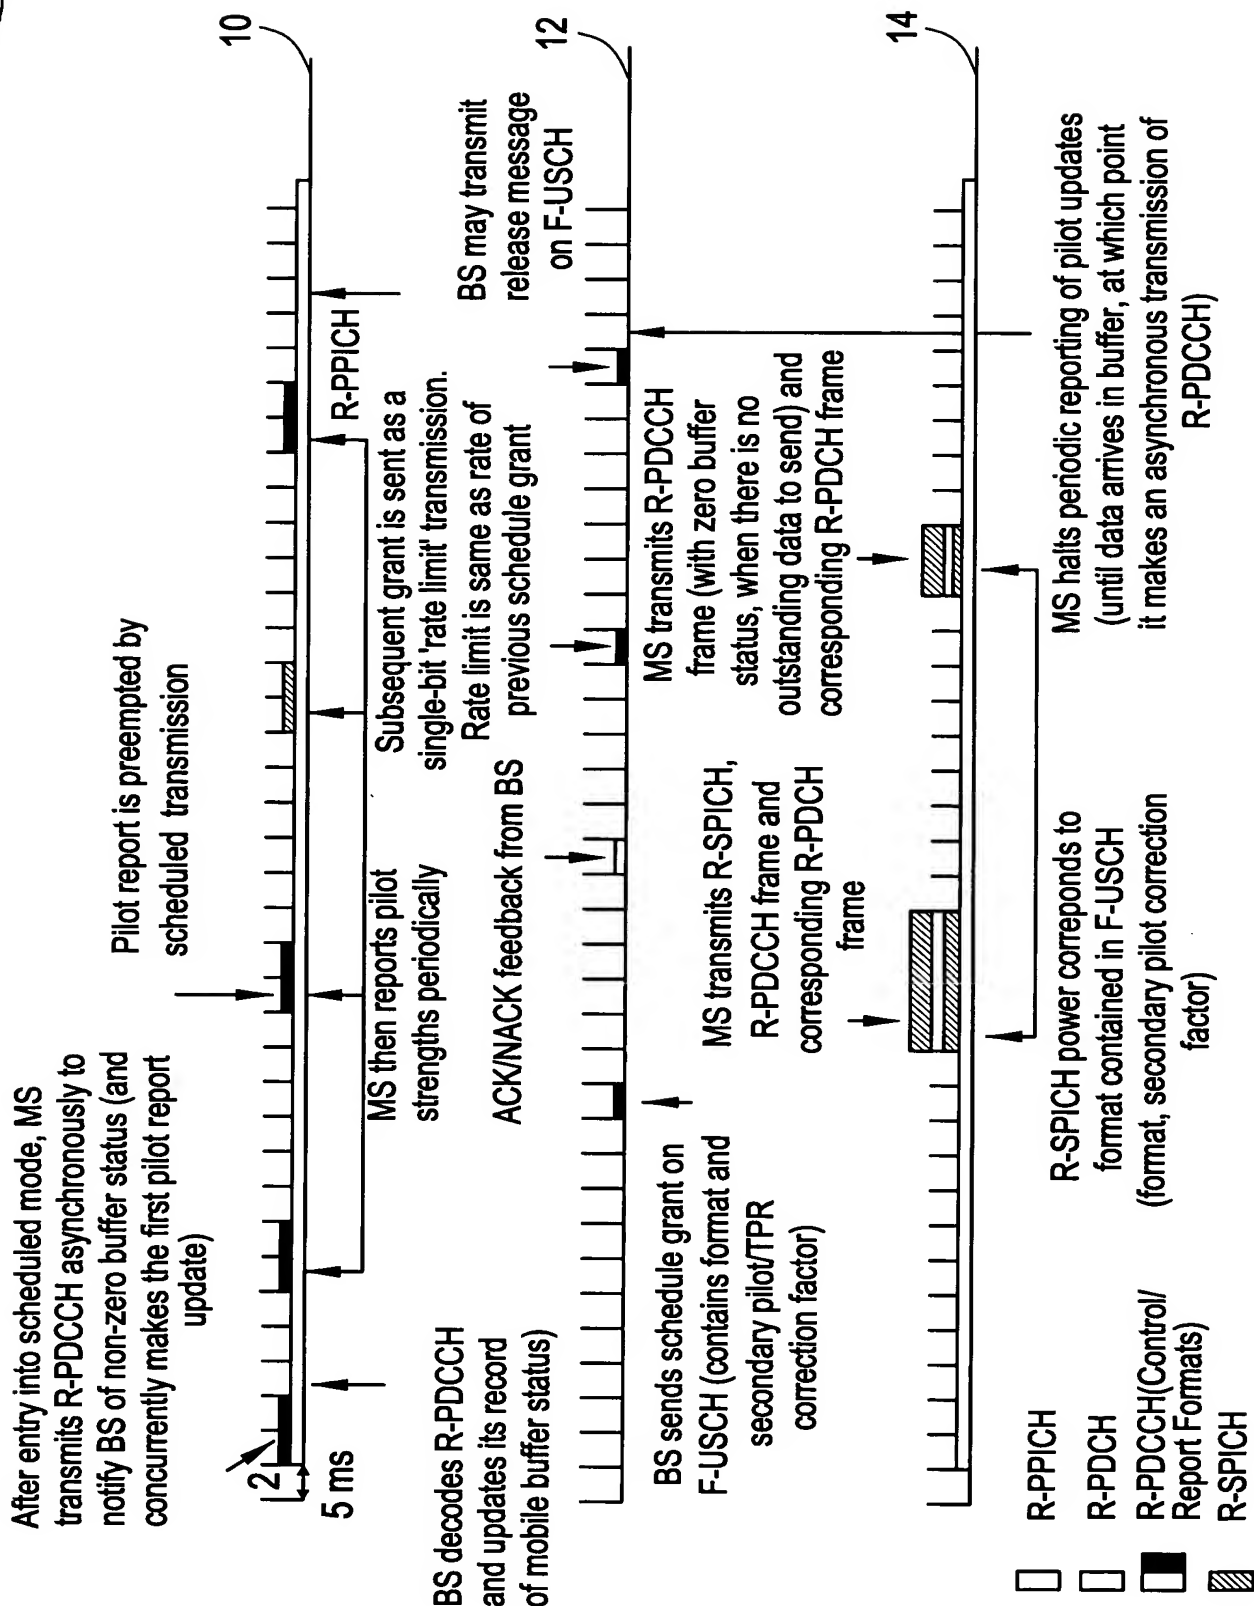 After entry into scheduled mode, MS
transmits R-PDCCH asynchronously to
notify BS of non-zero buffer status (and
concurrently makes the first pilot report
update)
Pilot report is preempted by
scheduled transmission
10
2
5 ms
R-PPICH
MS then reports pilot
strengths periodically
Subsequent grant is sent as a
single-bit 'rate limit' transmission.
Rate limit is same as rate of
previous schedule grant
BS may transmit
release message
on F-USCH
BS decodes R-PDCCH
and updates its record
of mobile buffer status)
ACK/NACK feedback from BS
12
BS sends schedule grant on
F-USCH (contains format and
secondary pilot/TPR
correction factor)
MS transmits R-SPICH,
R-PDCCH frame and
corresponding R-PDCH
frame
MS transmits R-PDCCH
frame (with zero buffer
status, when there is no
outstanding data to send) and
corresponding R-PDCH frame
14
R-SPICH power correponds to
format contained in F-USCH
(format, secondary pilot correction
factor)
MS halts periodic reporting of pilot updates
(until data arrives in buffer, at which point
it makes an asynchronous transmission of
R-PDCCH)
R-PPICH
R-PDCH
R-PDCCH(Control/
Report Formats)
R-SPICH